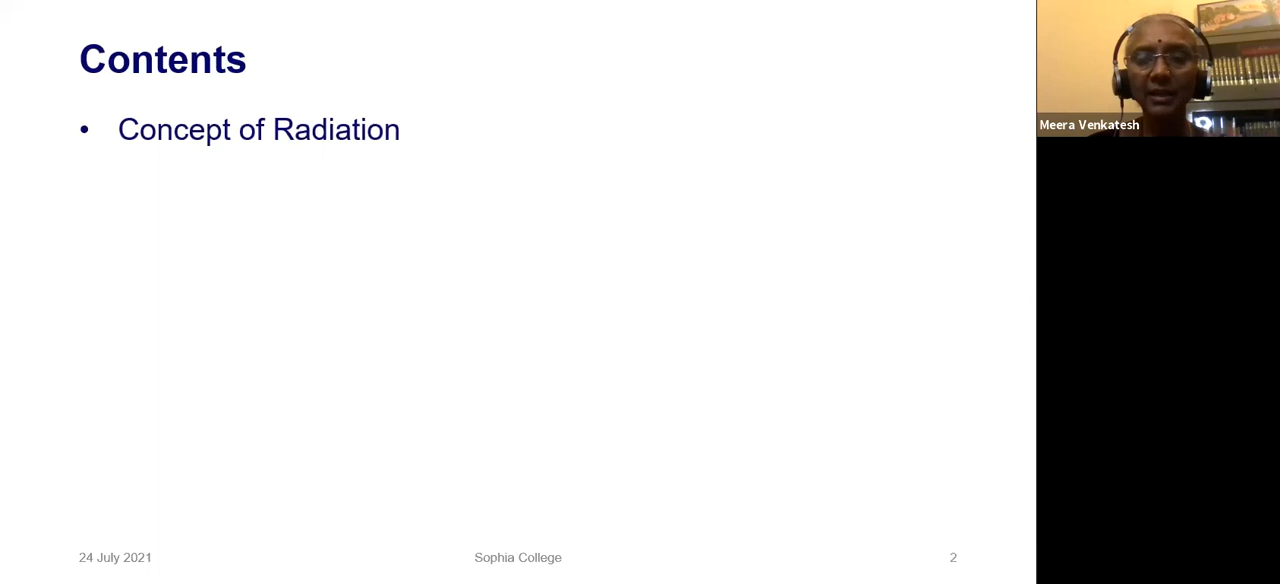 Contents
• Concept of Radiation
24 July 2021
Sophia College
2
Meera Venkatesh